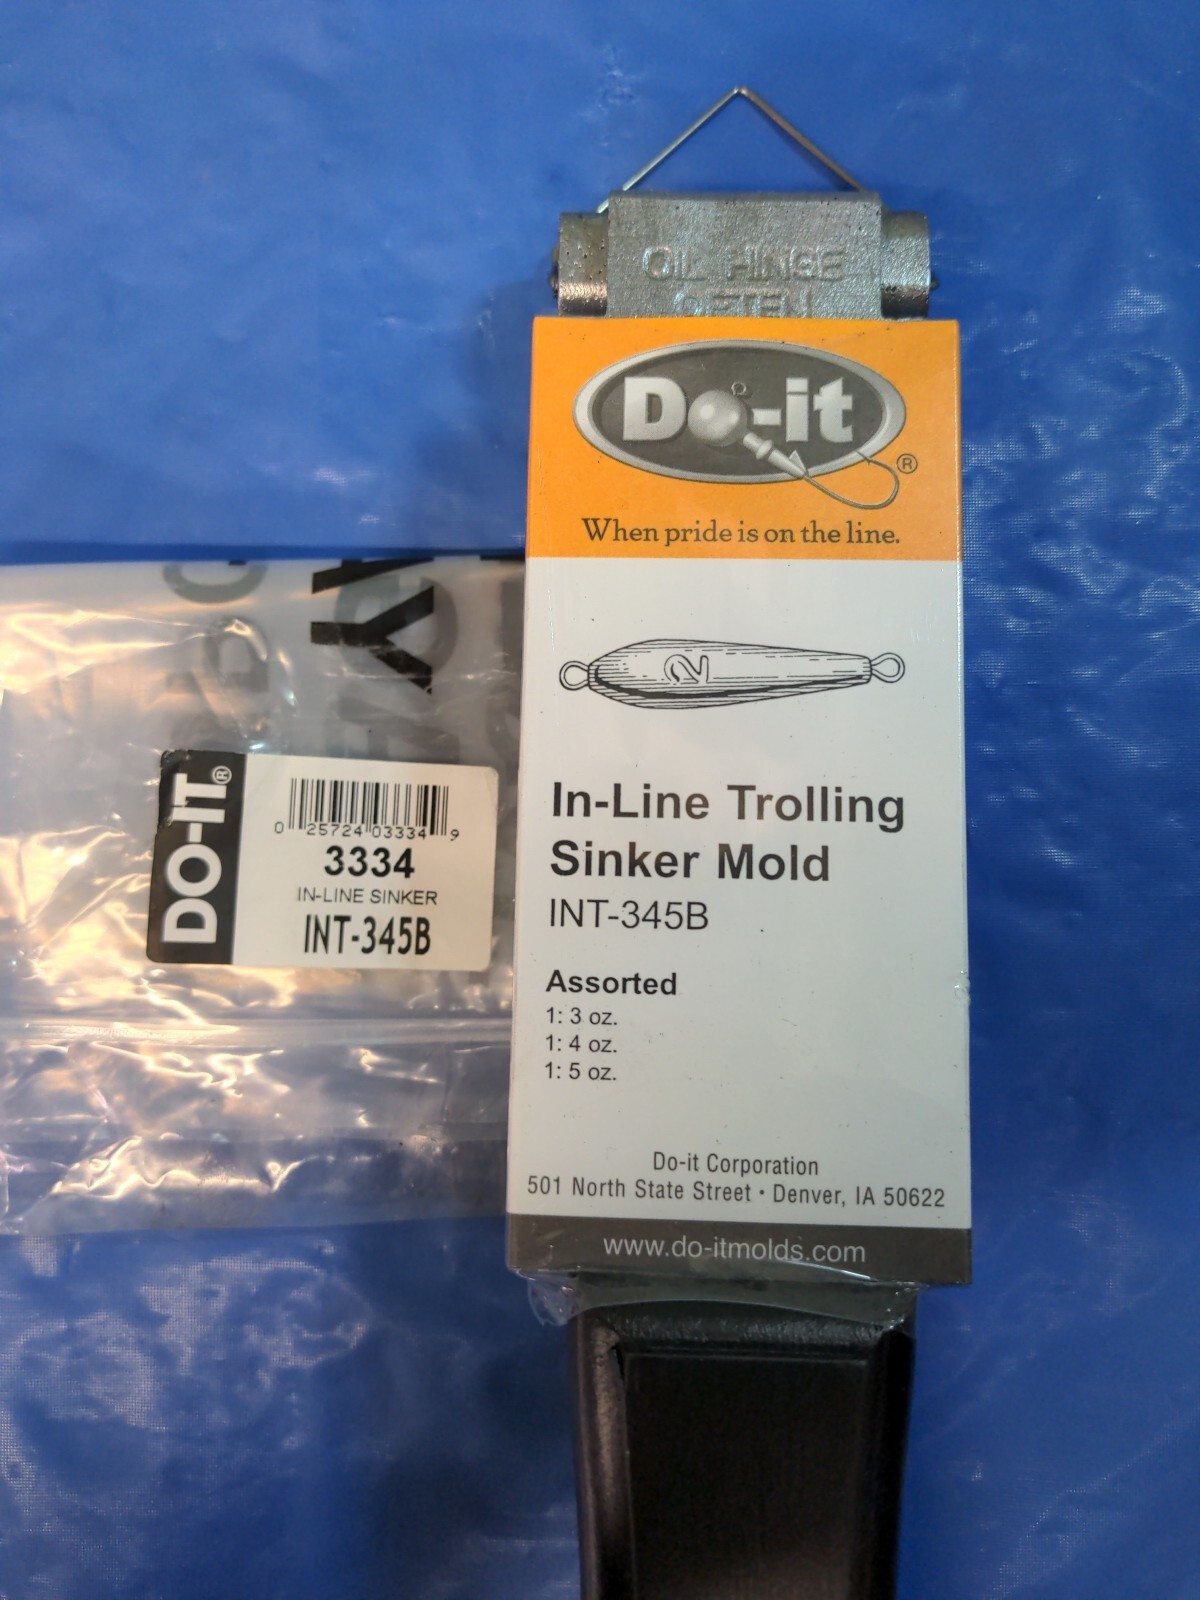 OIL HINGE
OFTEN
Do-it®
When pride is on the line.
2
In-Line Trolling
Sinker Mold
INT-345B
Assorted
1: 3 oz.
1: 4 oz.
1: 5 oz.
Do-it Corporation
501 North State Street • Denver, IA 50622
www.do-itmolds.com
DO-IT®
0 25724 03334 9
3334
IN-LINE SINKER
INT-345B